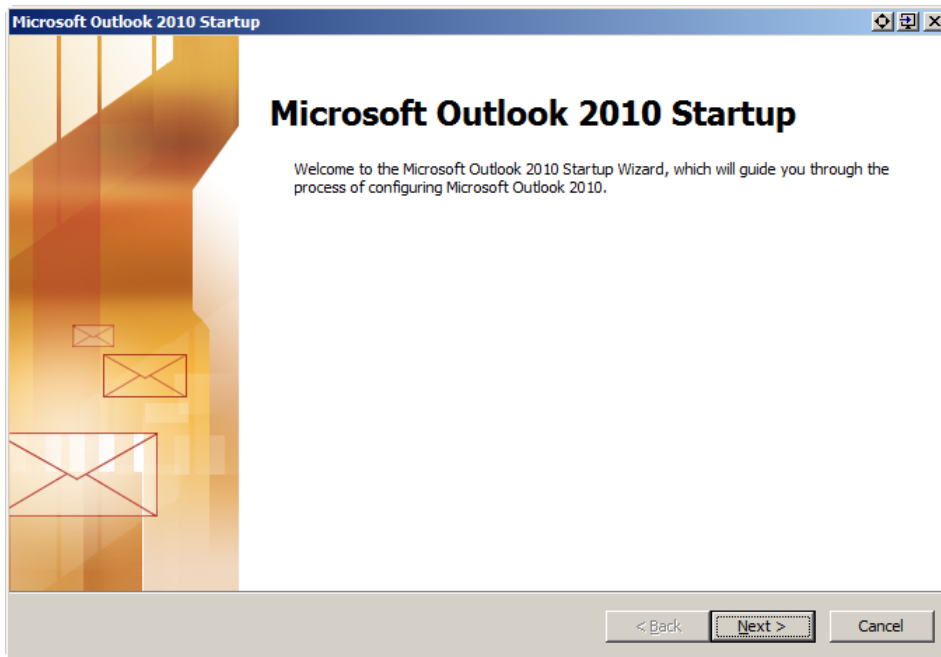 Microsoft Outlook 2010 Startup
Microsoft Outlook 2010 Startup
Welcome to the Microsoft Outlook 2010 Startup Wizard, which will guide you through the
process of configuring Microsoft Outlook 2010.
< Back
Next >
Cancel